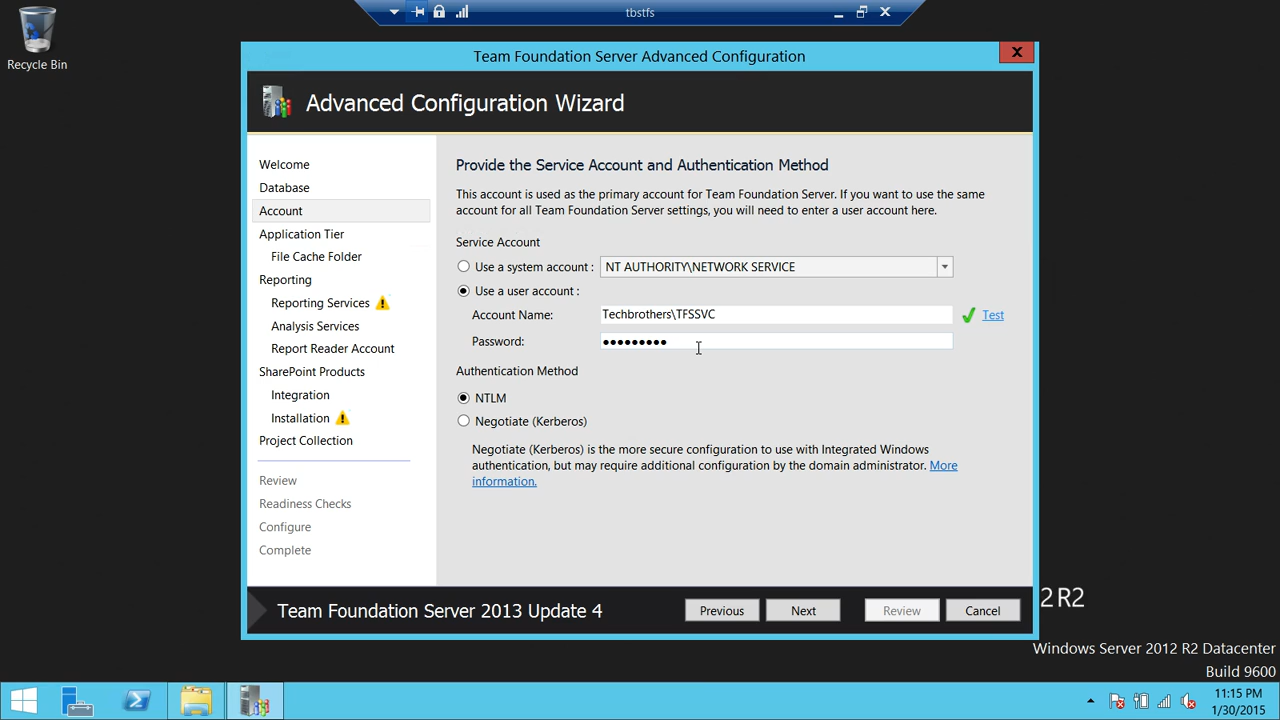 tbstfs
Recycle Bin
Team Foundation Server Advanced Configuration
X
Advanced Configuration Wizard
Welcome
Database
Account
Application Tier
File Cache Folder
Reporting
Reporting Services
Analysis Services
Report Reader Account
SharePoint Products
Integration
Installation
Project Collection
Review
Readiness Checks
Configure
Complete
Provide the Service Account and Authentication Method
This account is used as the primary account for Team Foundation Server. If you want to use the same
account for all Team Foundation Server settings, you will need to enter a user account here.
Service Account
Use a system account : NT AUTHORITY\NETWORK SERVICE
Use a user account :
Account Name: Techbrothers\TFSSVC Test
Password: ●●●●●●●●●
Authentication Method
NTLM
Negotiate (Kerberos)
Negotiate (Kerberos) is the more secure configuration to use with Integrated Windows
authentication, but may require additional configuration by the domain administrator. More
information.
Team Foundation Server 2013 Update 4 Previous Next Review Cancel
2 R2
Windows Server 2012 R2 Datacenter
Build 9600
11:15 PM
1/30/2015